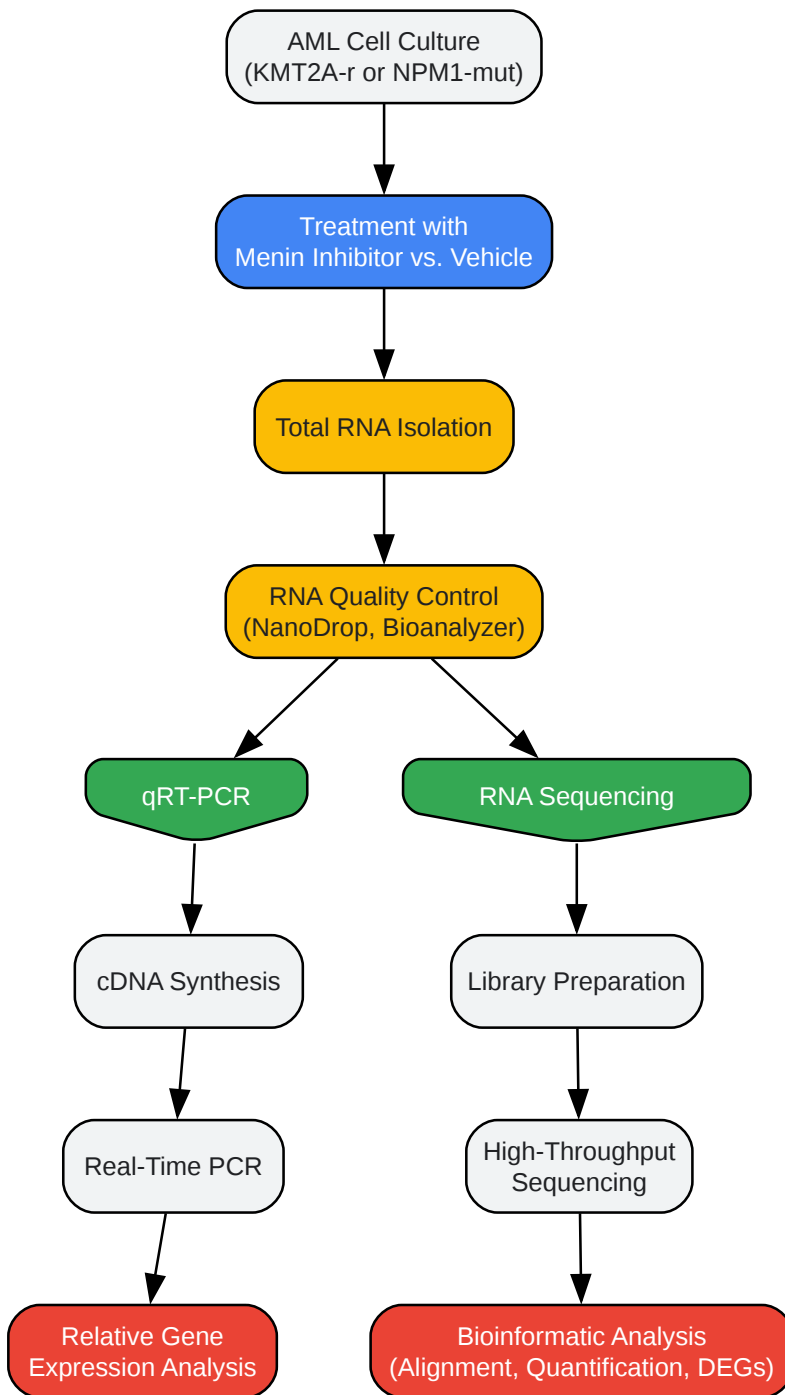 AML Cell Culture
(KMT2A-r or NPM1-mut)
Treatment with
Menin Inhibitor vs. Vehicle
Total RNA Isolation
RNA Quality Control
(NanoDrop, Bioanalyzer)
qRT-PCR
RNA Sequencing
cDNA Synthesis
Library Preparation
Real-Time PCR
High-Throughput
Sequencing
Relative Gene
Expression Analysis
Bioinformatic Analysis
(Alignment, Quantification, DEGs)